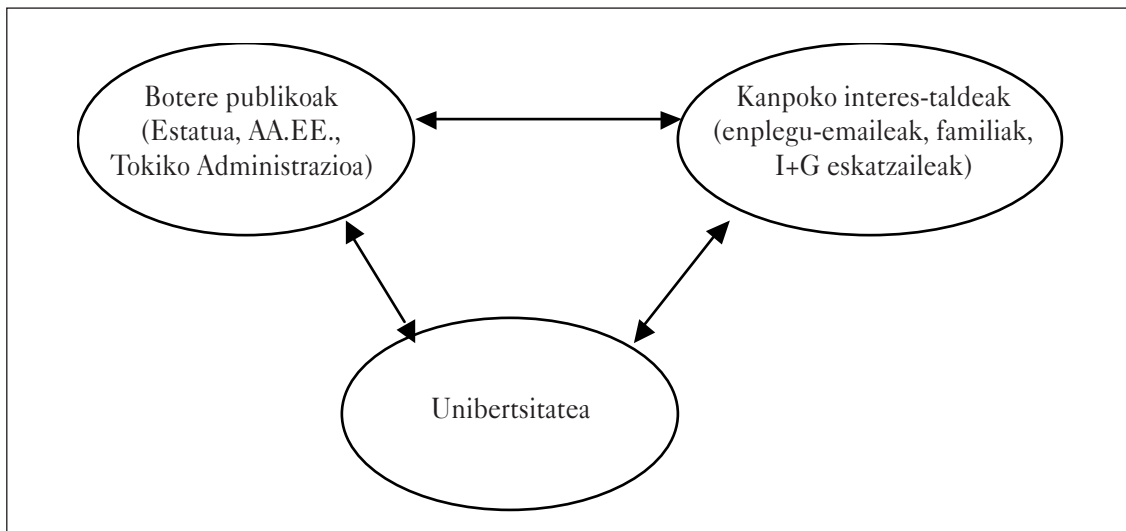 Botere publikoak
(Estatua, AA.EE.,
Tokiko Administrazioa)
Kanpoko interes-taldeak
(enplegu-emaileak, familiak,
I+G eskatzaileak)
Unibertsitatea